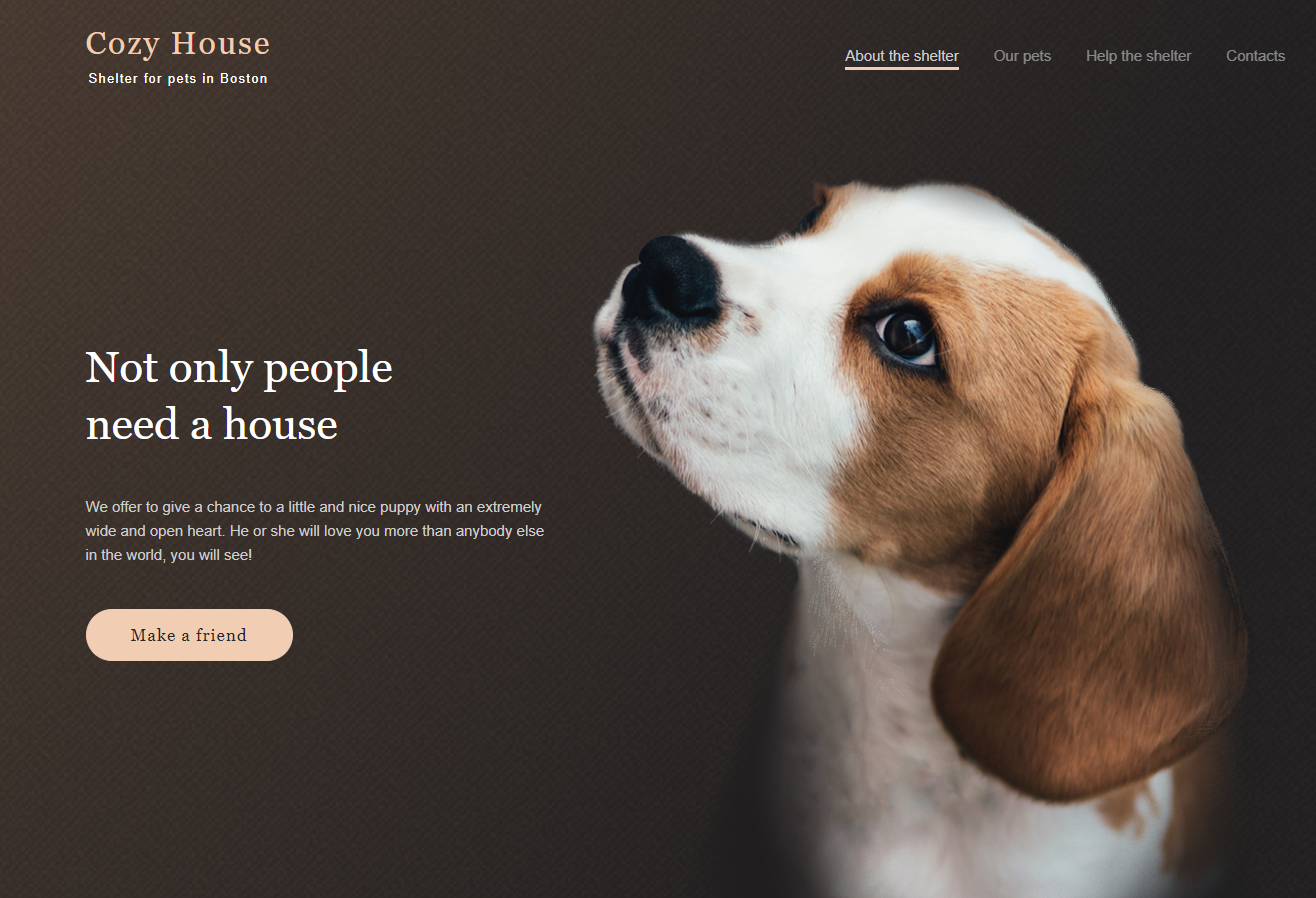 Cozy House
Shelter for pets in Boston
About the shelter
Our pets
Help the shelter
Contacts
Not only people
need a house
We offer to give a chance to a little and nice puppy with an extremely
wide and open heart. He or she will love you more than anybody else
in the world, you will see!
Make a friend